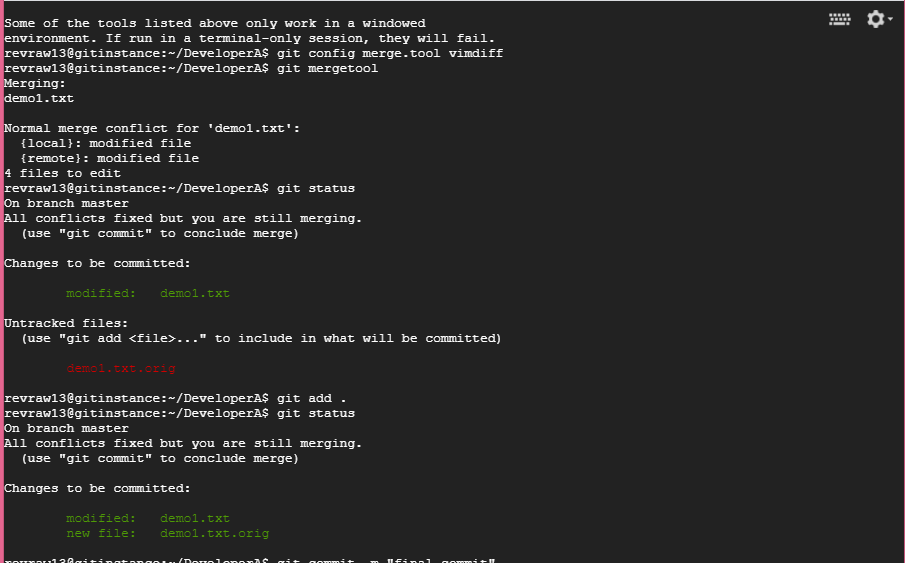 Some of the tools listed above only work in a windowed
environment. If run in a terminal-only session, they will fail.
revraw13@gitinstance:~/DeveloperA$ git config merge.tool vimdiff
revraw13@gitinstance:~/DeveloperA$ git mergetool
Merging:
demo1.txt

Normal merge conflict for 'demo1.txt':
  {local}: modified file
  {remote}: modified file
4 files to edit
revraw13@gitinstance:~/DeveloperA$ git status
On branch master
All conflicts fixed but you are still merging.
  (use "git commit" to conclude merge)

Changes to be committed:

        modified:   demo1.txt

Untracked files:
  (use "git add <file>..." to include in what will be committed)

        demo1.txt.orig

revraw13@gitinstance:~/DeveloperA$ git add .
revraw13@gitinstance:~/DeveloperA$ git status
On branch master
All conflicts fixed but you are still merging.
  (use "git commit" to conclude merge)

Changes to be committed:

        modified:   demo1.txt
        new file:   demo1.txt.orig

revraw13@gitinstance:~/DeveloperA$ git commit -m "final commit"